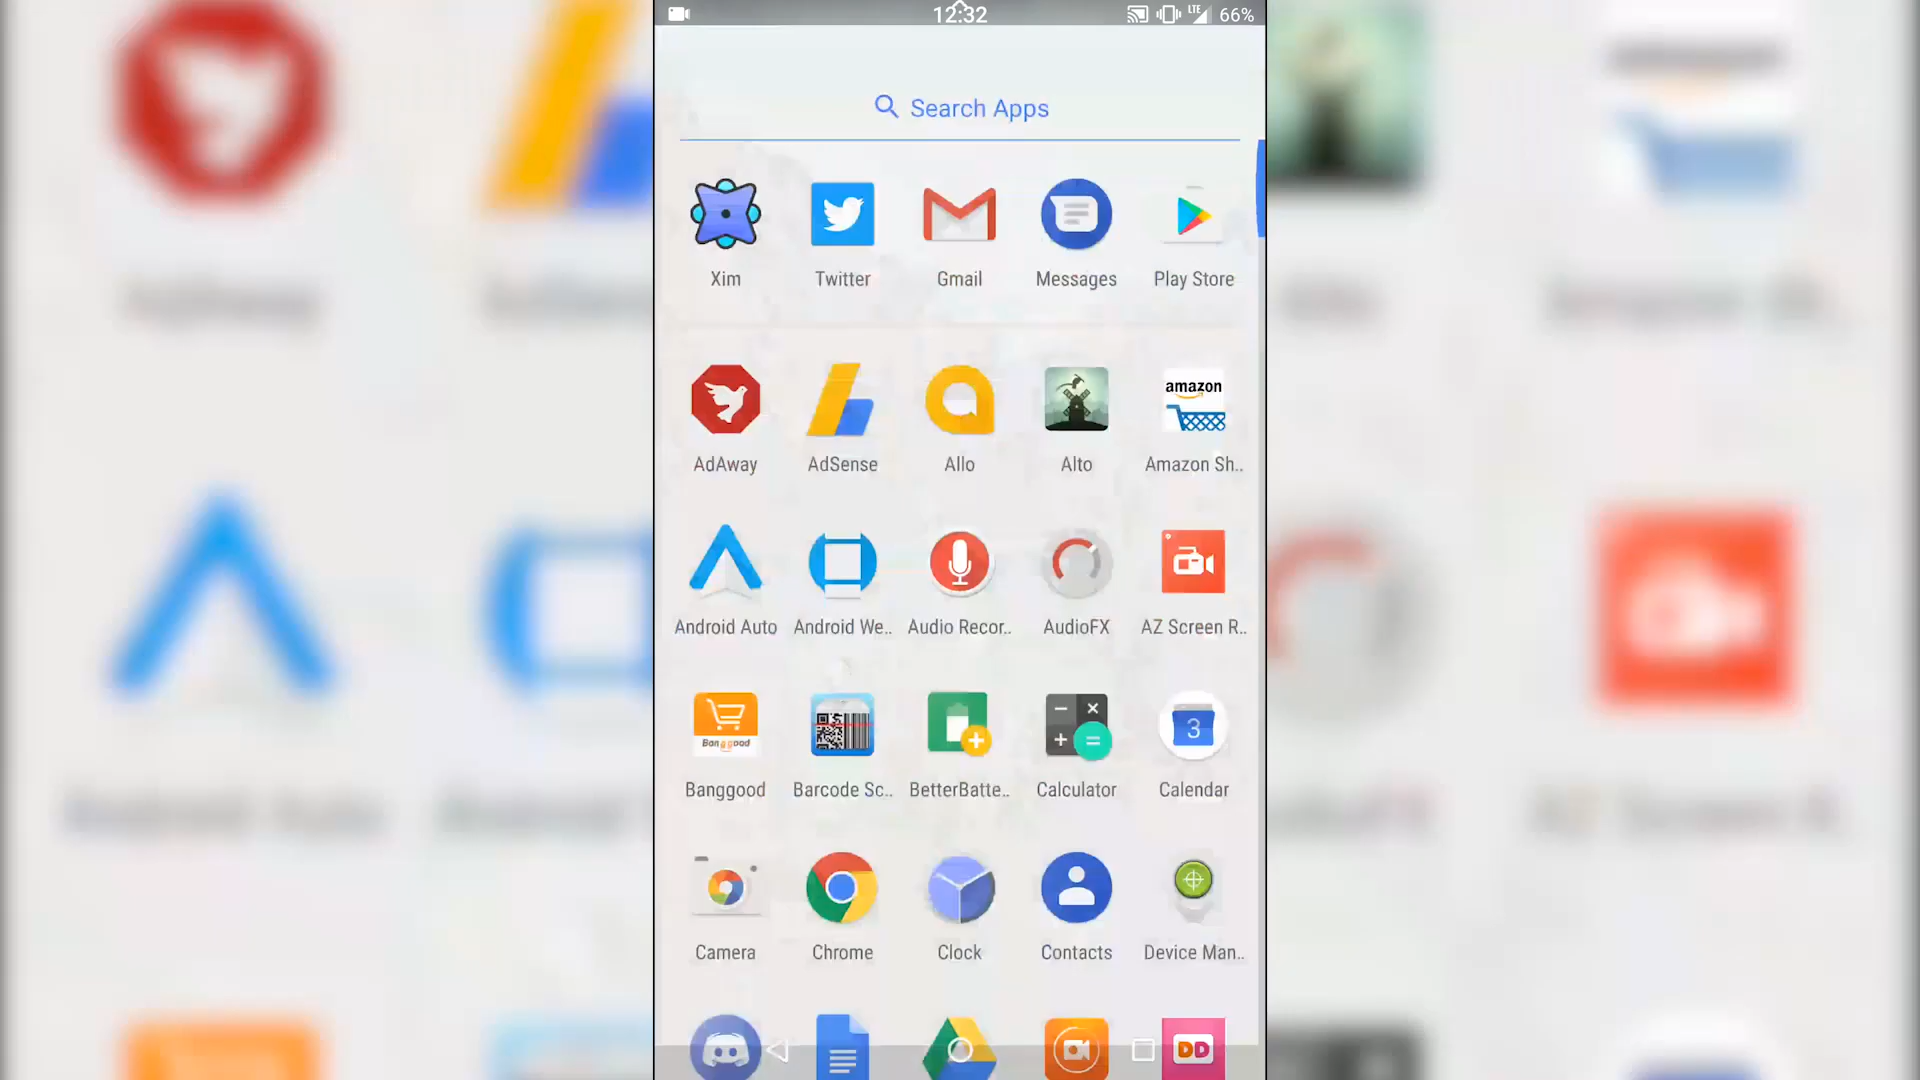 12:32 LTE 66%
Search Apps
Xim Twitter Gmail Messages Play Store
amazon
AdAway AdSense Allo Alto Amazon Sh..
Android Auto Android We.. Audio Recor.. AudioFX AZ Screen R..
Banggood 3
Banggood Barcode Sc.. BetterBatte.. Calculator Calendar
Camera Chrome Clock Contacts Device Man..
DD